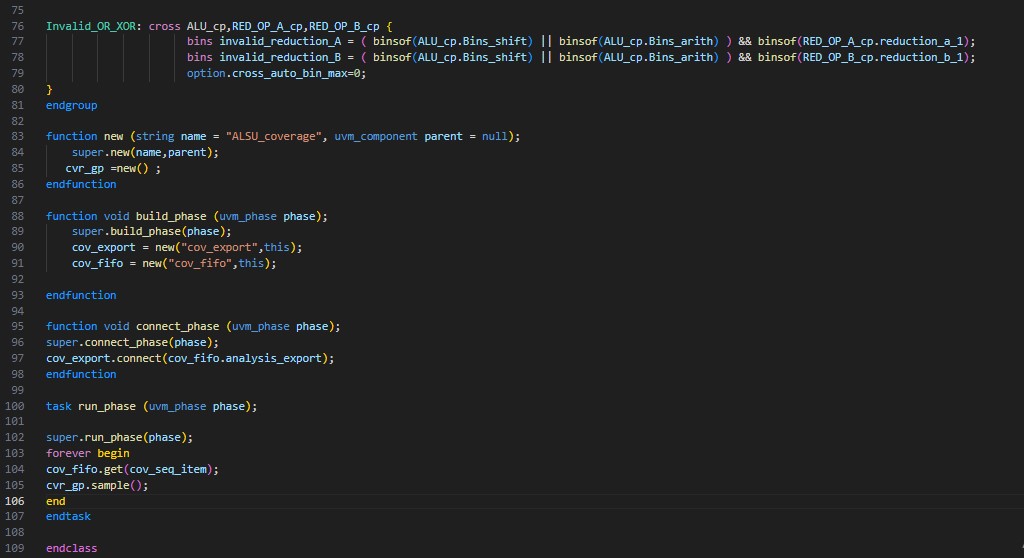 75
76 Invalid_OR_XOR: cross ALU_cp,RED_OP_A_cp,RED_OP_B_cp {
77 bins invalid_reduction_A = ( binsof(ALU_cp.Bins_shift) || binsof(ALU_cp.Bins_arith) ) && binsof(RED_OP_A_cp.reduction_a_1);
78 bins invalid_reduction_B = ( binsof(ALU_cp.Bins_shift) || binsof(ALU_cp.Bins_arith) ) && binsof(RED_OP_B_cp.reduction_b_1);
79 option.cross_auto_bin_max=0;
80 }
81 endgroup
82
83 function new (string name = "ALSU_coverage", uvm_component parent = null);
84 super.new(name,parent);
85 cvr_gp =new() ;
86 endfunction
87
88 function void build_phase (uvm_phase phase);
89 super.build_phase(phase);
90 cov_export = new("cov_export",this);
91 cov_fifo = new("cov_fifo",this);
92
93 endfunction
94
95 function void connect_phase (uvm_phase phase);
96 super.connect_phase(phase);
97 cov_export.connect(cov_fifo.analysis_export);
98 endfunction
99
100 task run_phase (uvm_phase phase);
101
102 super.run_phase(phase);
103 forever begin
104 cov_fifo.get(cov_seq_item);
105 cvr_gp.sample();
106 end
107 endtask
108
109 endclass